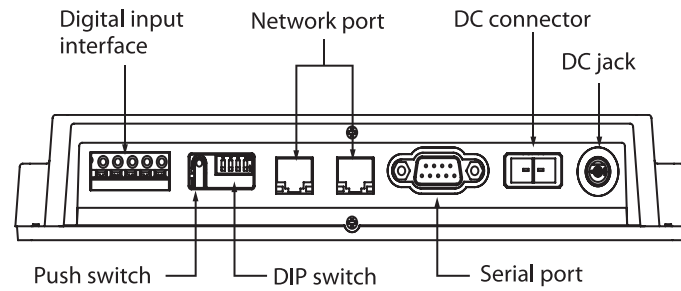 Digital input
interface
Network port
DC connector
DC jack
Push switch
DIP switch
Serial port